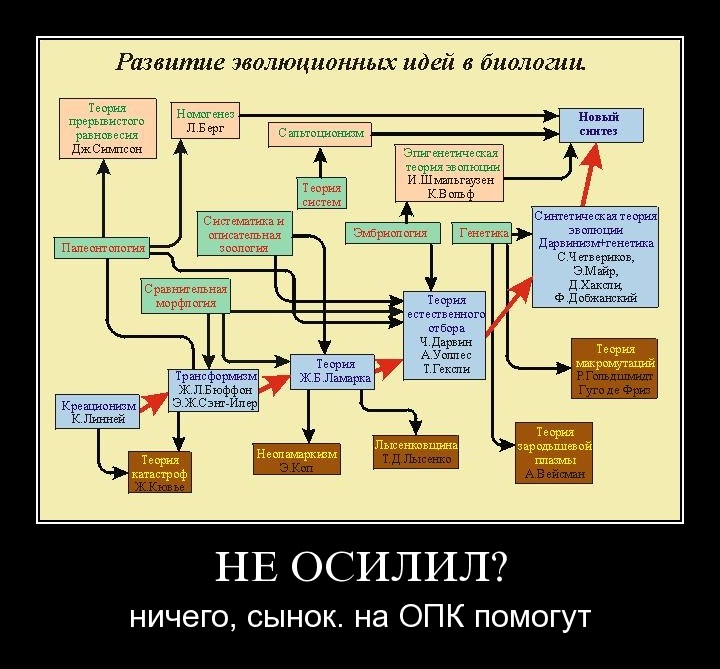 Развитие эволюционных идей в биологии.
Теория
прерывистого
равновесия
Дж.Симпсон
Номогенез
Л.Берг
Сальтоционизм
Новый
синтез
Эпигенетическая
теория эволюции
И.Шмальгаузен
К.Вольф
Теория
систем
Систематика и
описательная
зоология
Эмбриология
Генетика
Синтетическая теория
эволюции
Дарвинизм+генетика
С.Четвериков,
Э.Майр,
Д.Хаксли,
Ф.Добжанский
Палеонтология
Сравнительная
морфлогия
Теория
естественного
отбора
Ч.Дарвин
А.Уоллес
Т.Гексли
Теория
макромутаций
Р.Гольдшмидт
Гуго де Фриз
Трансформизм
Ж.Л.Бюффон
Э.Ж.Сэнт-Илер
Теория
Ж.Б.Ламарка
Креационизм
К.Линней
Теория
катастроф
Ж.Кювье
Неоламаркизм
Э.Коп
Лысенковщина
Т.Д.Лысенко
Теория
зародышевой
плазмы
А.Вейсман
НЕ ОСИЛИЛ?
ничего, сынок. на ОПК помогут